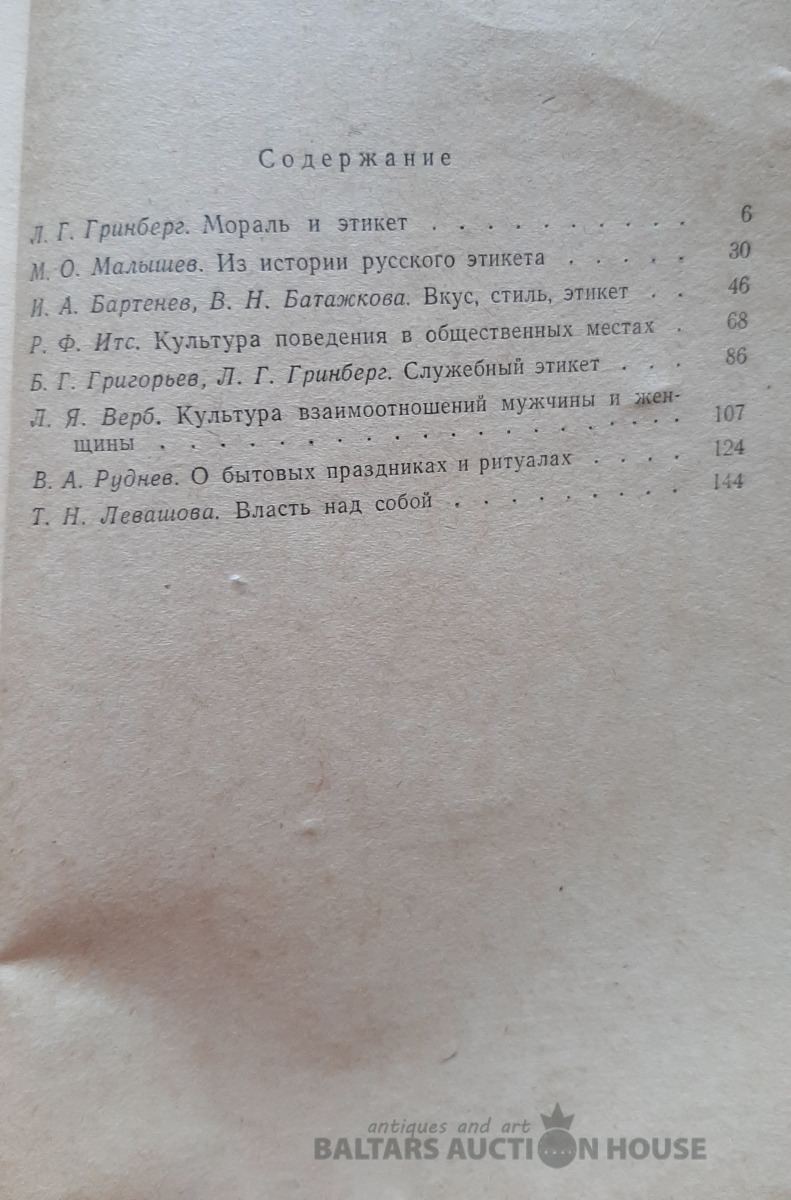 Содержание
Л. Г. Гринберг. Мораль и этикет . . . . . . . . . . 6
М. О. Малышев. Из истории русского этикета . . . . . 30
И. А. Бартенев, В. Н. Батажкова. Вкус, стиль, этикет . . 46
Р. Ф. Итс. Культура поведения в общественных местах . 68
Б. Г. Григорьев, Л. Г. Гринберг. Служебный этикет . . . 86
Л. Я. Верб. Культура взаимоотношений мужчины и жен-
щины . . . . . . . . . . . . . . . . . . 107
В. А. Руднев. О бытовых праздниках и ритуалах . . . . 124
Т. Н. Левашова. Власть над собой . . . . . . . . . 144
antiques and art
BALTARS AUCTION HOUSE